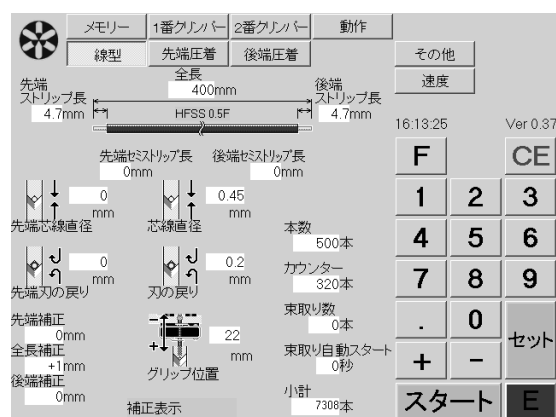 メモリー 1番クリンパー 2番クリンパー 動作
線型 先端圧着 後端圧着 その他
速度
全長
400mm
先端
ストリップ長
4.7mm
HFSS 0.5F
後端
ストリップ長
4.7mm
16:13:25 Ver 0.37
先端セミストリップ長 後端セミストリップ長
0mm 0mm
F CE
0 mm
先端芯線直径
0.45 mm
芯線直径
0 mm
先端刃の戻り
0.2 mm
刃の戻り
本数
500本
カウンター
320本
束取り数
0本
束取り自動スタート
0秒
小計
7308本
先端補正
0mm
全長補正
+1mm
後端補正
0mm
22 mm
グリップ位置
補正表示
1 2 3
4 5 6
7 8 9
. 0 セット
+ -
スタート E